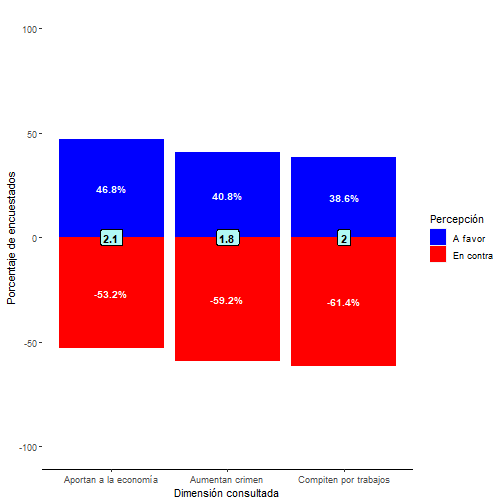 100
50
0
-50
-100
Porcentaje de encuestados
46.8%
40.8%
38.6%
2.1
1.8
2
-53.2%
-59.2%
-61.4%
Aportan a la economía
Aumentan crimen
Compiten por trabajos
Dimensión consultada
Percepción
A favor
En contra